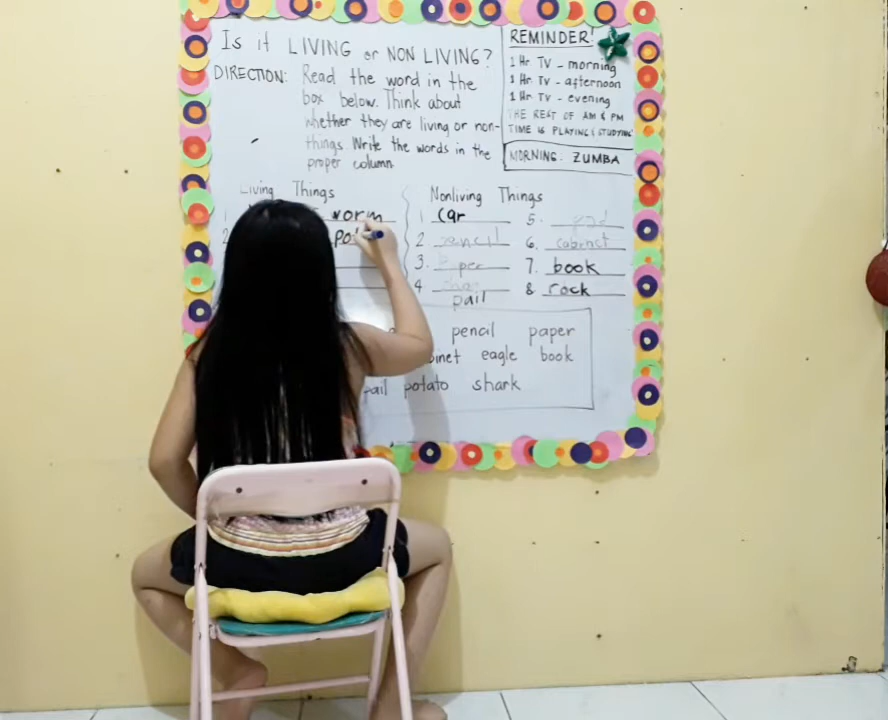 Is it LIVING or NON LIVING?
DIRECTION: Read the word in the
box below. Think about
whether they are living or non-
things. Write the words in the
proper column
REMINDER!
1 Hr TV - morning
1 Hr TV - afternoon
1 Hr TV - evening
THE REST OF AM & PM
TIME IS PLAYING & STUDYING
MORNING: ZUMBA
Living Things
1 worm
2 pot
Nonliving Things
1 car
2. pencil
3. paper
4
pail
5.
6. cabinet
7. book
8 rock
pencil paper
eagle book
pail potato shark